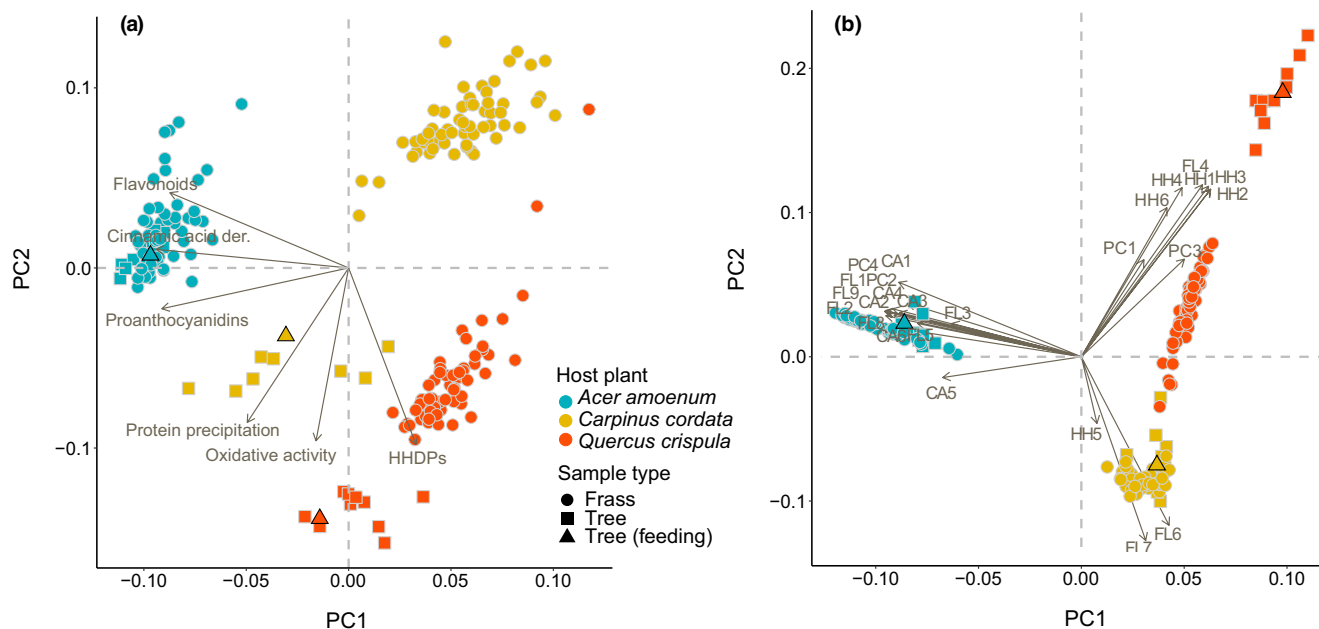 (a)
PC2
0.1
0.0
−0.1
−0.10
−0.05
0.00
0.05
0.10
PC1
Flavonoids
Cinnamic acid der.
Proanthocyanidins
Protein precipitation
Oxidative activity
HHDPs
Host plant
Acer amoenum
Carpinus cordata
Quercus crispula
Sample type
Frass
Tree
Tree (feeding)
(b)
PC2
0.2
0.1
0.0
−0.1
−0.10
−0.05
0.00
0.05
0.10
PC1
FL4
HH4 HH1 HH3
HH2
HH6
PC1
PC3
PC4 CA1
FL1 PC2
FL9 CA4
FL2 CA2 CA3
FL3
FL5
CA5
HH5
FL6
FL7